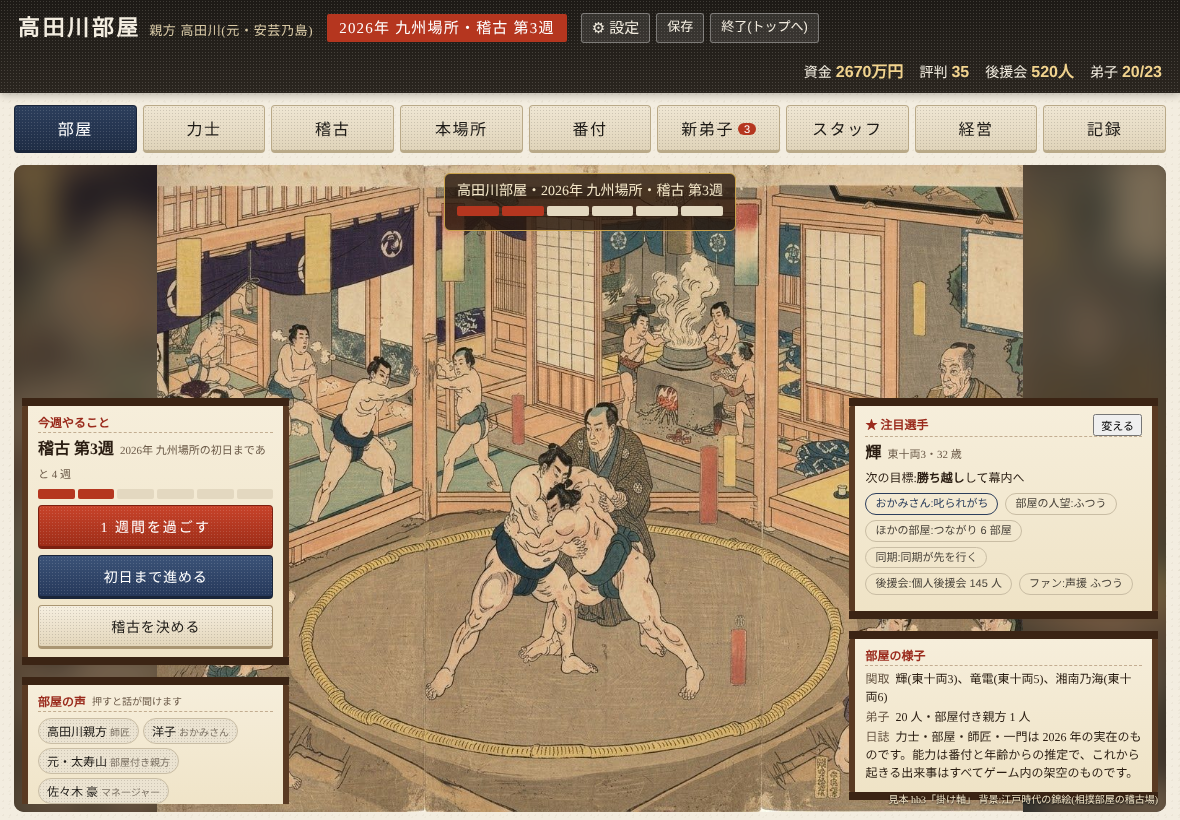 高田川部屋 親方 高田川(元・安芸乃島) 2026年 九州場所・稽古 第3週 ⚙ 設定 保存 終了(トップへ)
資金 2670万円 評判 35 後援会 520人 弟子 20/23
部屋 力士 稽古 本場所 番付 新弟子 3 スタッフ 経営 記録
高田川部屋・2026年 九州場所・稽古 第3週
今週やること
稽古 第3週 2026年 九州場所の初日まであ
と 4 週
1 週間を過ごす
初日まで進める
稽古を決める
部屋の声 押すと話が聞けます
高田川親方 師匠 洋子 おかみさん
元・太寿山 部屋付き親方
佐々木 豪 マネージャー
★ 注目選手 変える
輝 東十両3・32 歳
次の目標:勝ち越しして幕内へ
おかみさん:叱られがち 部屋の人望:ふつう
ほかの部屋:つながり 6 部屋
同期:同期が先を行く
後援会:個人後援会 145 人 ファン:声援 ふつう
部屋の様子
関取 輝(東十両3)、竜電(東十両5)、湘南乃海(東十
両6)
弟子 20 人・部屋付き親方 1 人
日誌 力士・部屋・師匠・一門は 2026 年の実在のも
のです。能力は番付と年齢からの推定で、これから
起きる出来事はすべてゲーム内の架空のものです。
見本 hb3「掛け軸」 背景:江戸時代の錦絵(相撲部屋の稽古場)